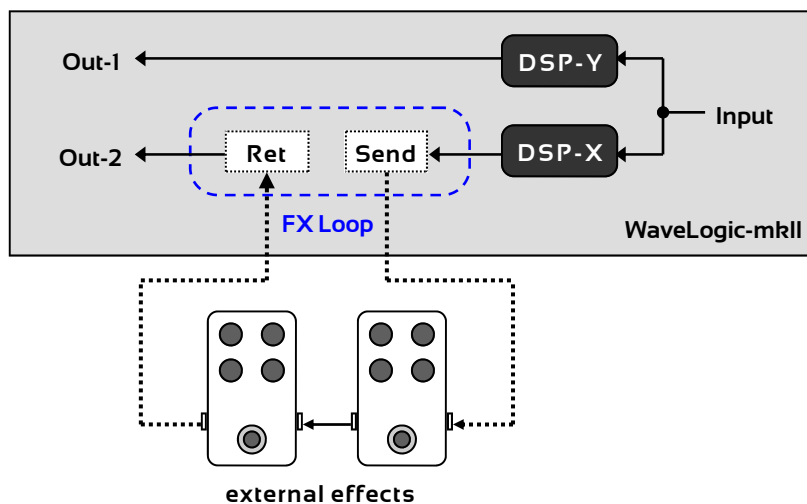 Out-1
DSP-Y
Input
Out-2
Ret
Send
DSP-X
FX Loop
WaveLogic-mkII
external effects